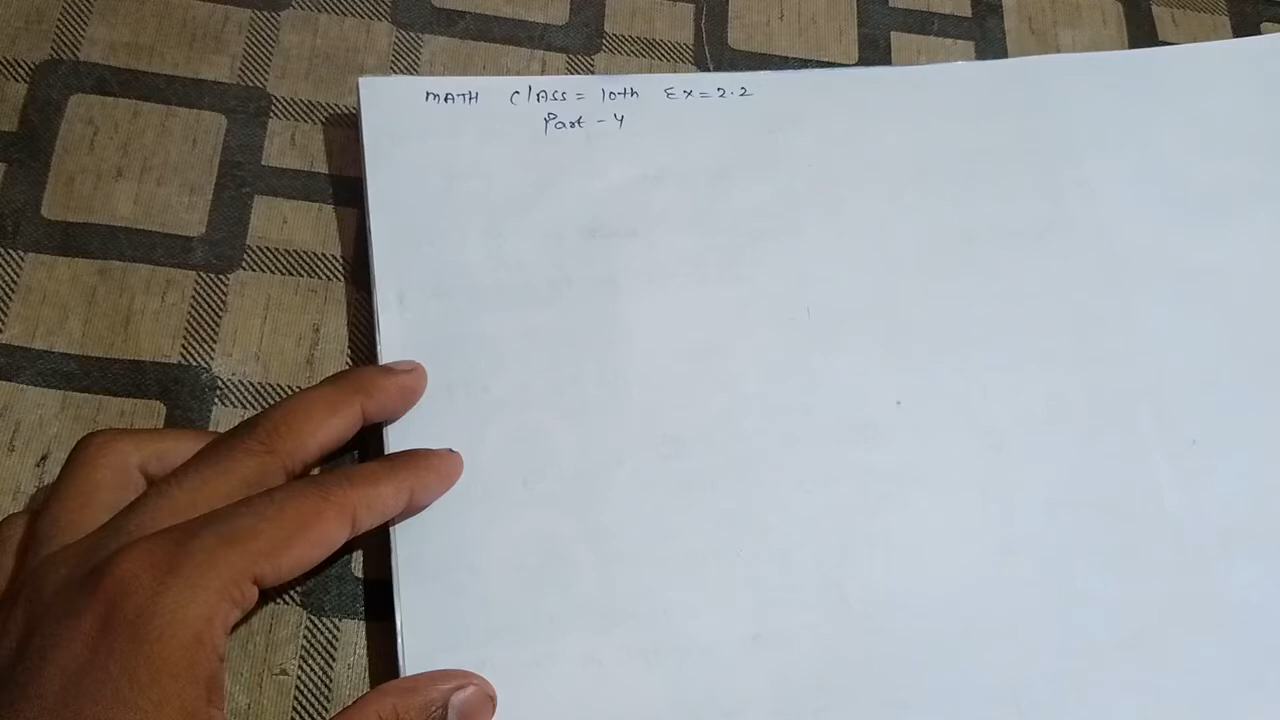 MATH Class = 10th Ex = 2.2
Part - 4